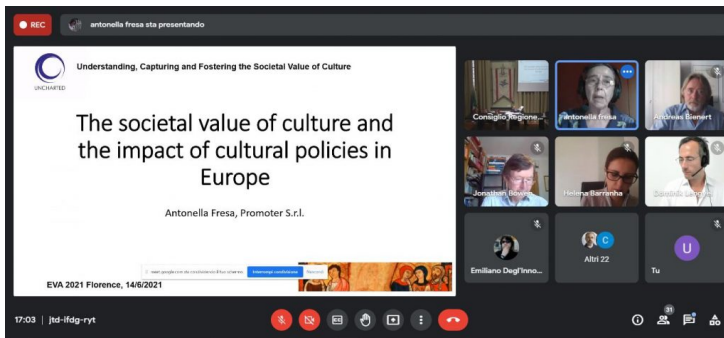 REC
antonella fresa sta presentando
UNCHARTED
Understanding, Capturing and Fostering the Societal Value of Culture
The societal value of culture and
the impact of cultural policies in
Europe
Antonella Fresa, Promoter S.r.l.
Interrompi condivisione
Nascondi
EVA 2021 Florence, 14/6/2021
Consiglio Regione...
antonella fresa
Andreas Bienert
Jonathan Bowen
Helena Barranha
Emiliano Degl'Inno...
C
Altri 22
U
Tu
17:03 | jtd-ifdg-ryt
31